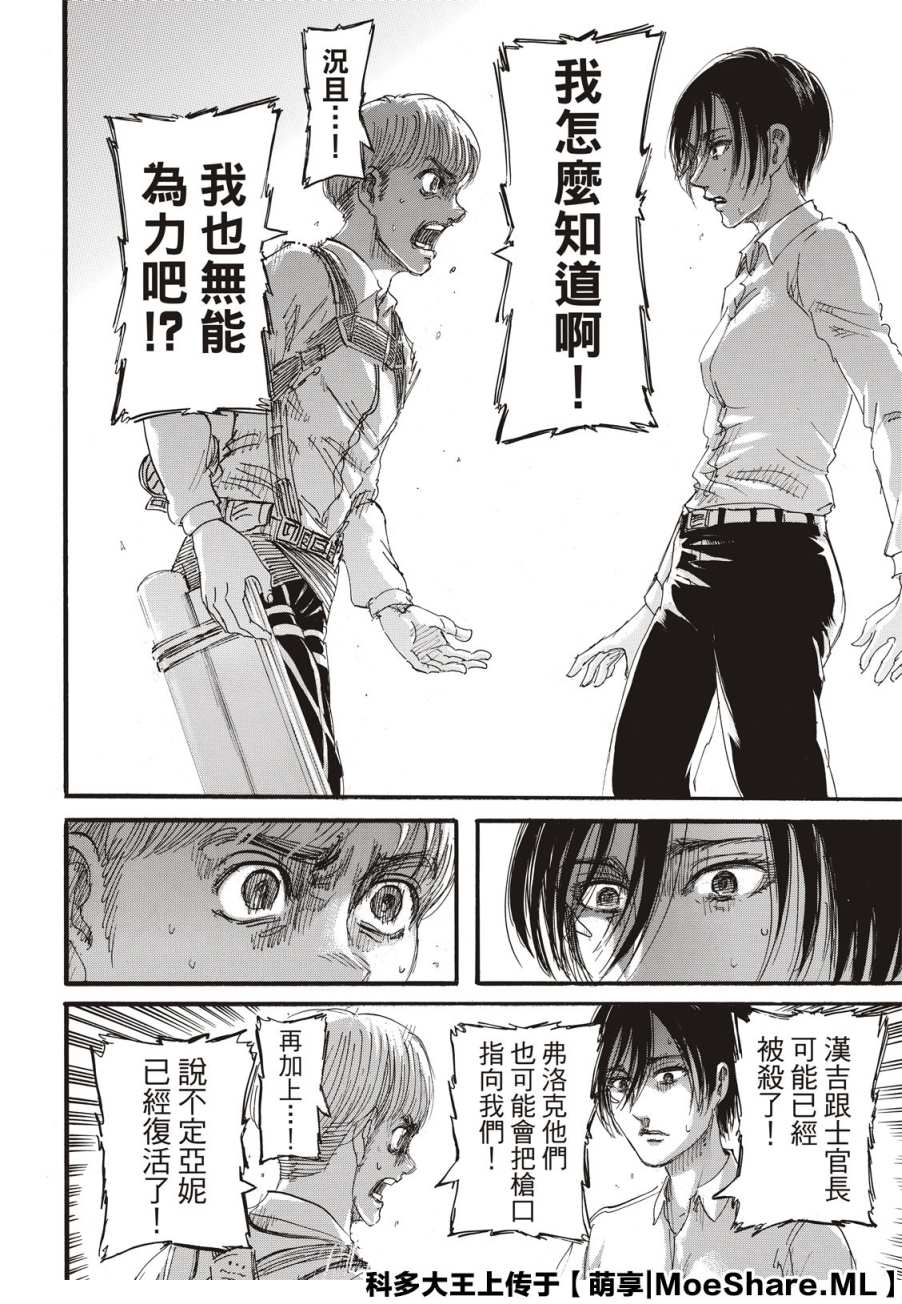 我怎麼知道啊！
況且…！
我也無能
為力吧!?
漢吉跟士官長
可能已經
被殺了！
弗洛克他們
也可能會把槍口
指向我們！
再加上…！
說不定亞妮
已經復活了！
科多大王上传于【萌享|MoeShare.ML】